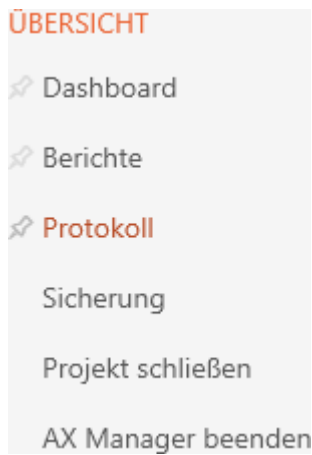 ÜBERSICHT
Dashboard
Berichte
Protokoll
Sicherung
Projekt schließen
AX Manager beenden